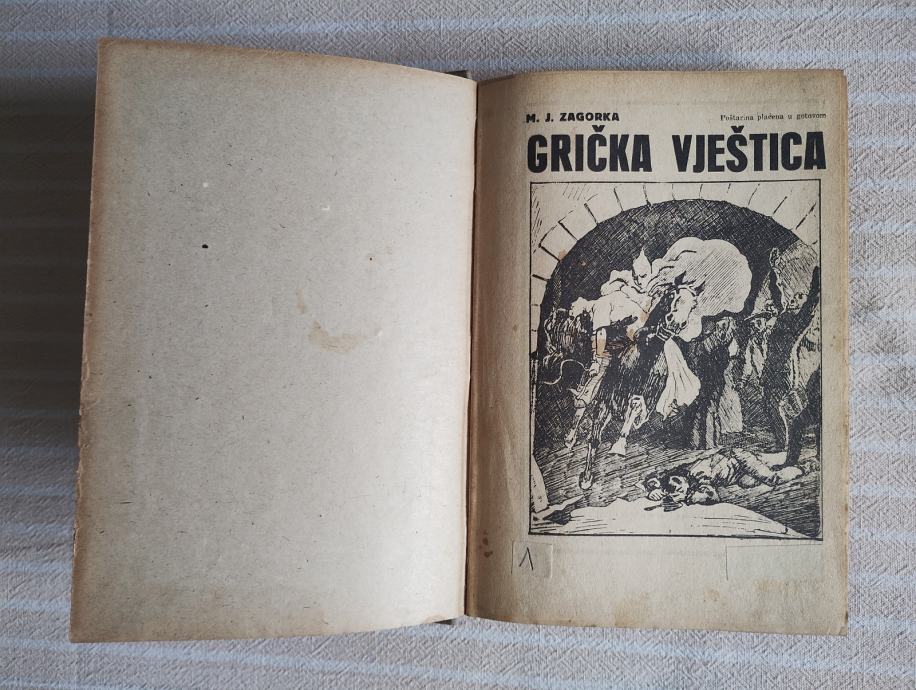 M. J. ZAGORKA
Poštarina plaćena u gotovom
GRIČKA VJEŠTICA
1